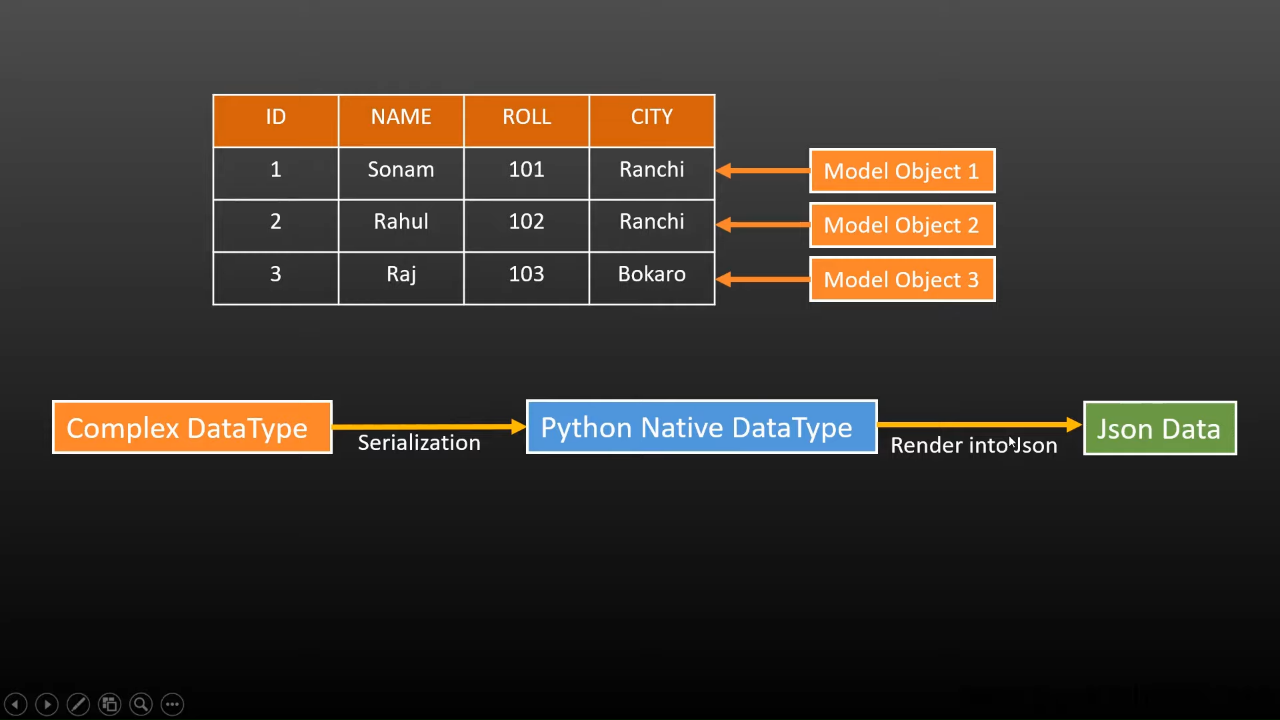 ID NAME ROLL CITY
1 Sonam 101 Ranchi
Model Object 1
2 Rahul 102 Ranchi
Model Object 2
3 Raj 103 Bokaro
Model Object 3
Complex DataType
Serialization
Python Native DataType
Render into Json
Json Data